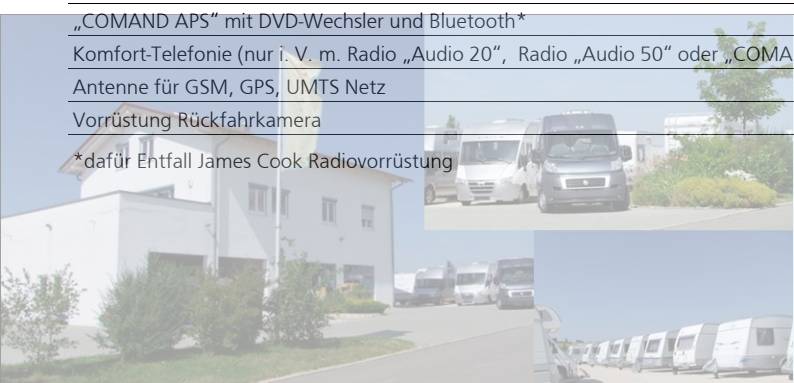 „COMAND APS“ mit DVD-Wechsler und Bluetooth*
Komfort-Telefonie (nur i. V. m. Radio „Audio 20“, Radio „Audio 50“ oder „COMA
Antenne für GSM, GPS, UMTS Netz
Vorrüstung Rückfahrkamera
*dafür Entfall James Cook Radiovorrüstung